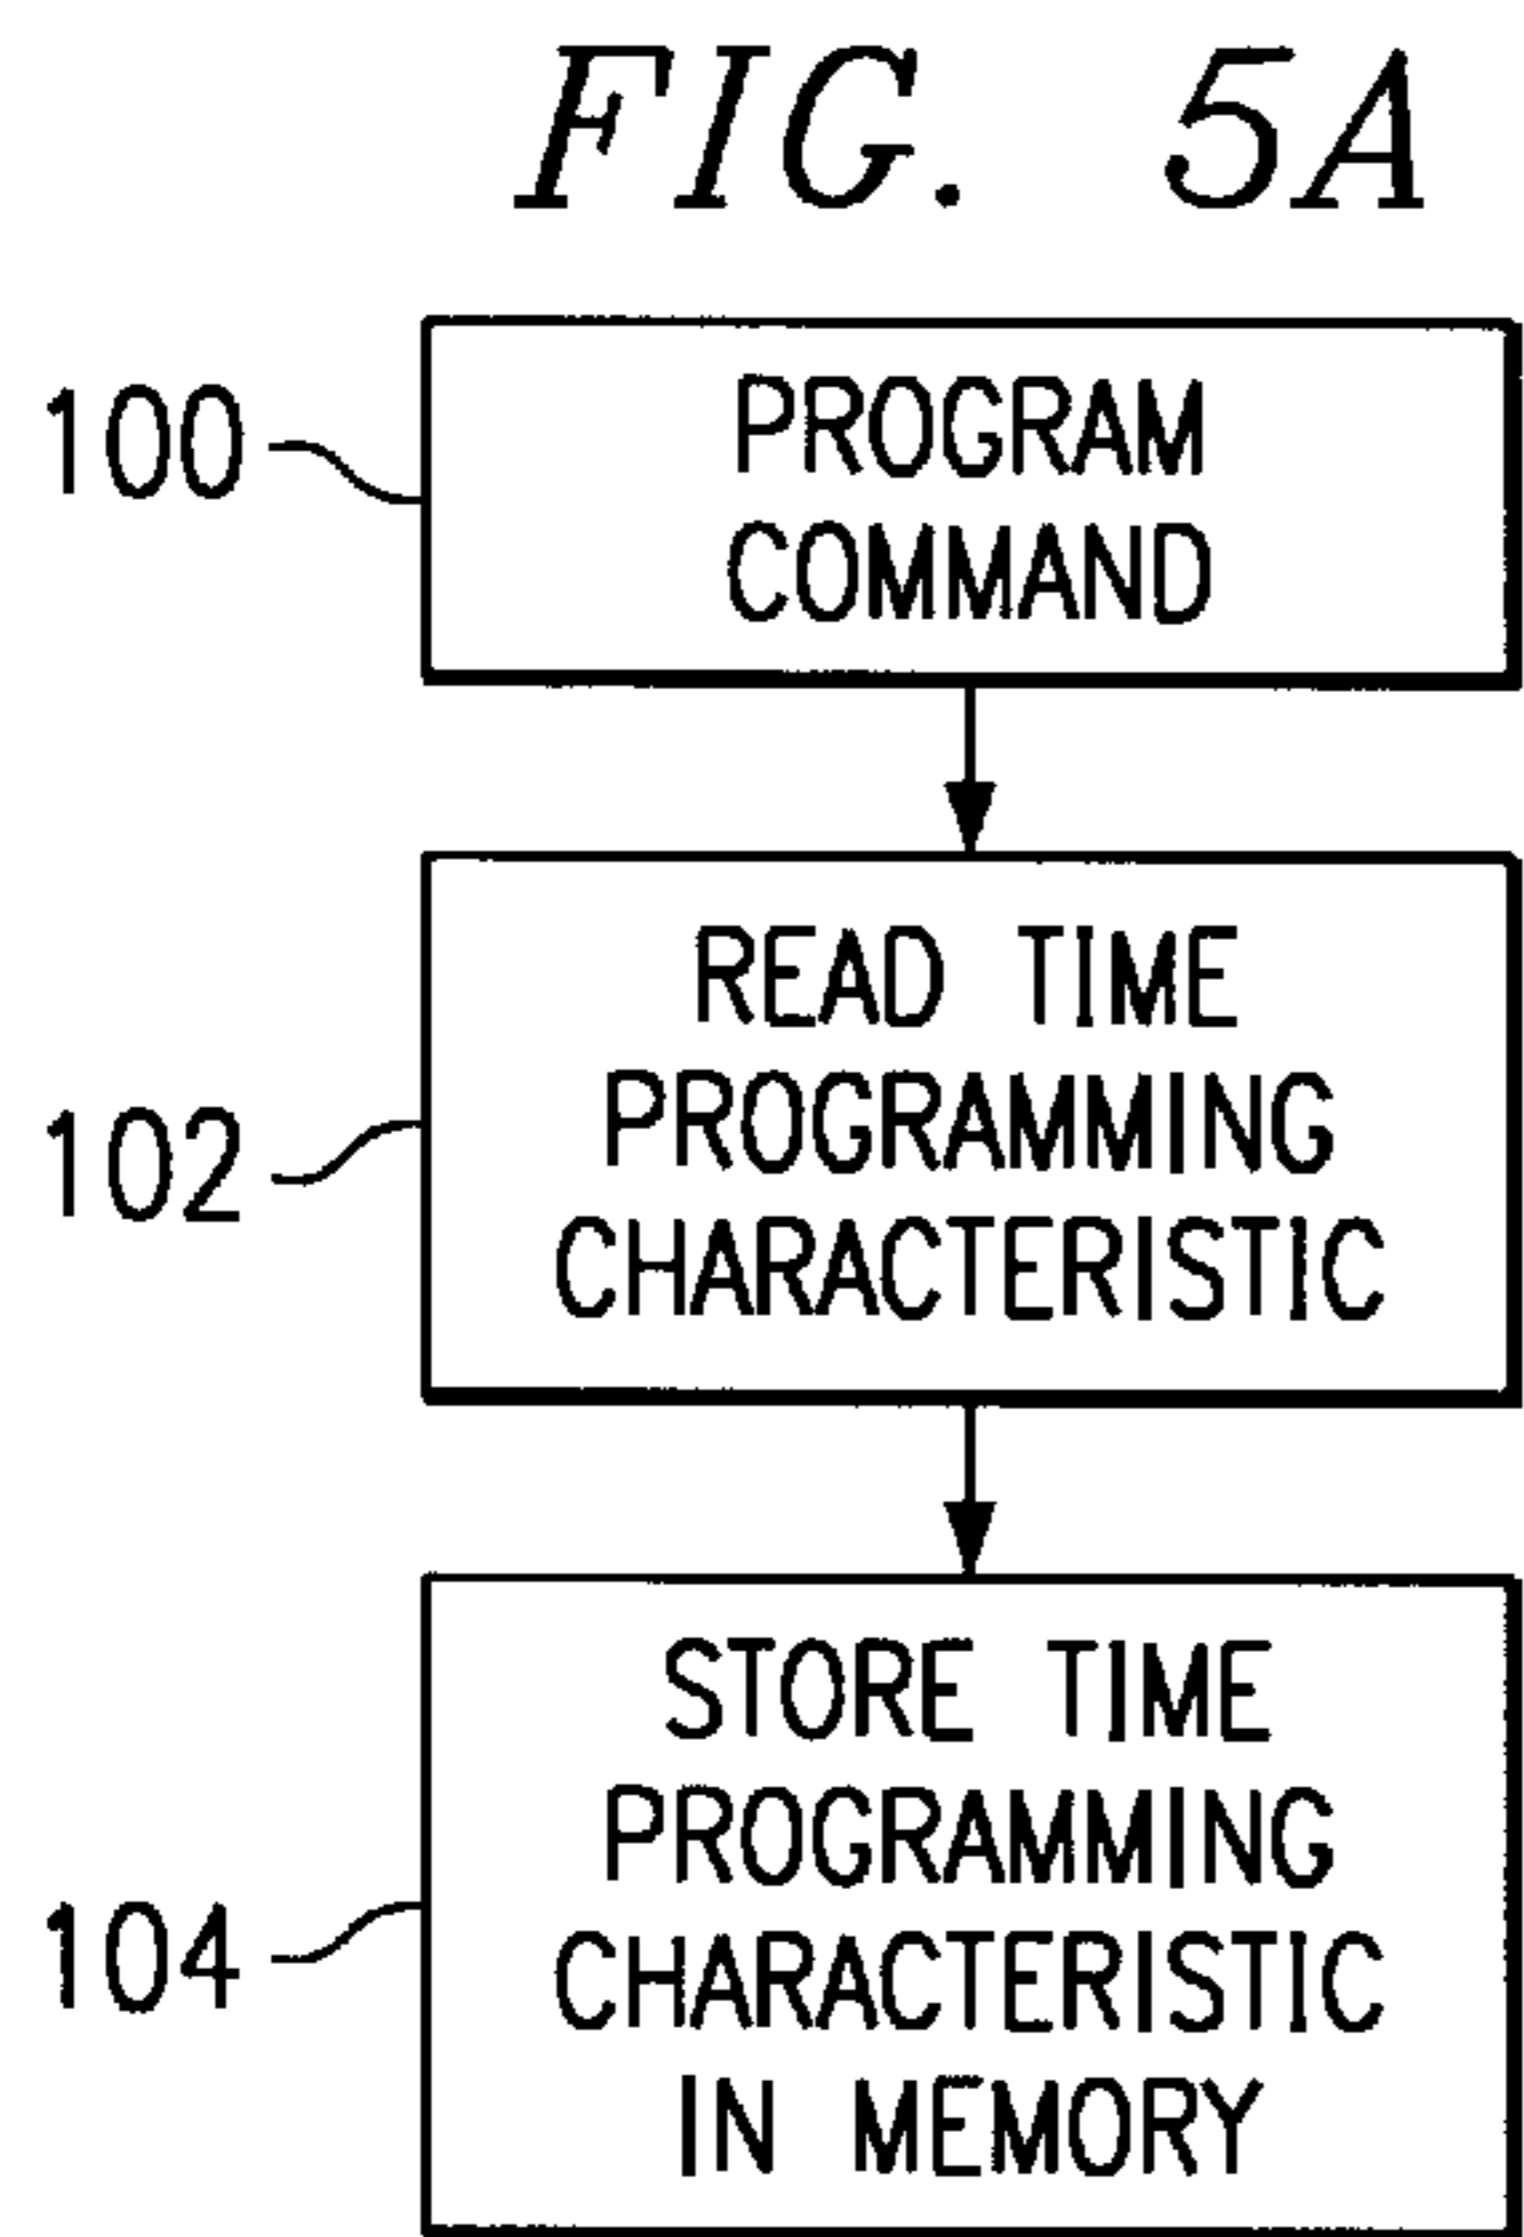 FIG. 5A
100
PROGRAM
COMMAND
102
READ TIME
PROGRAMMING
CHARACTERISTIC
104
STORE TIME
PROGRAMMING
CHARACTERISTIC
IN MEMORY